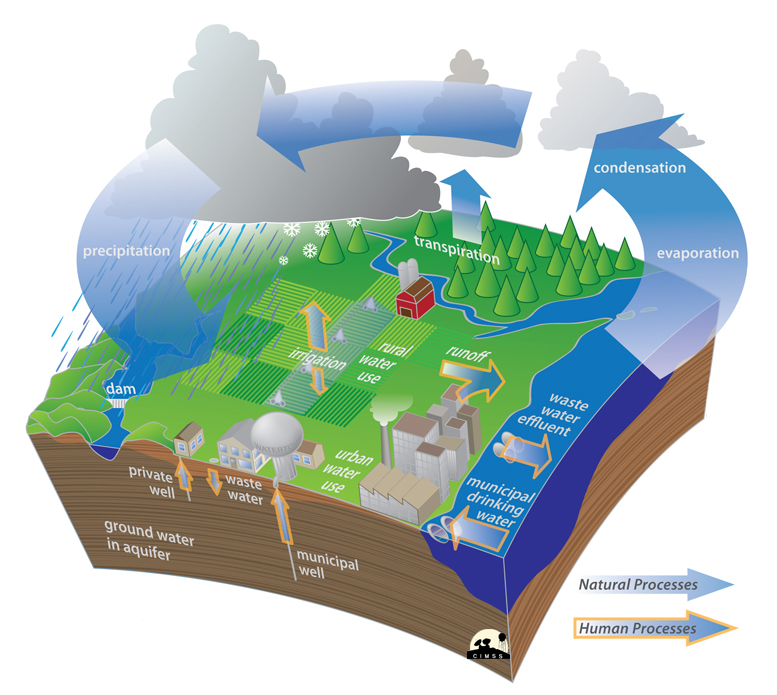 condensation
precipitation
transpiration
evaporation
irrigation
rural
water
use
runoff
dam
waste
water
effluent
private
well
waste
water
urban
water
use
municipal
drinking
water
ground water
in aquifer
municipal
well
Natural Processes
Human Processes
CIMSS